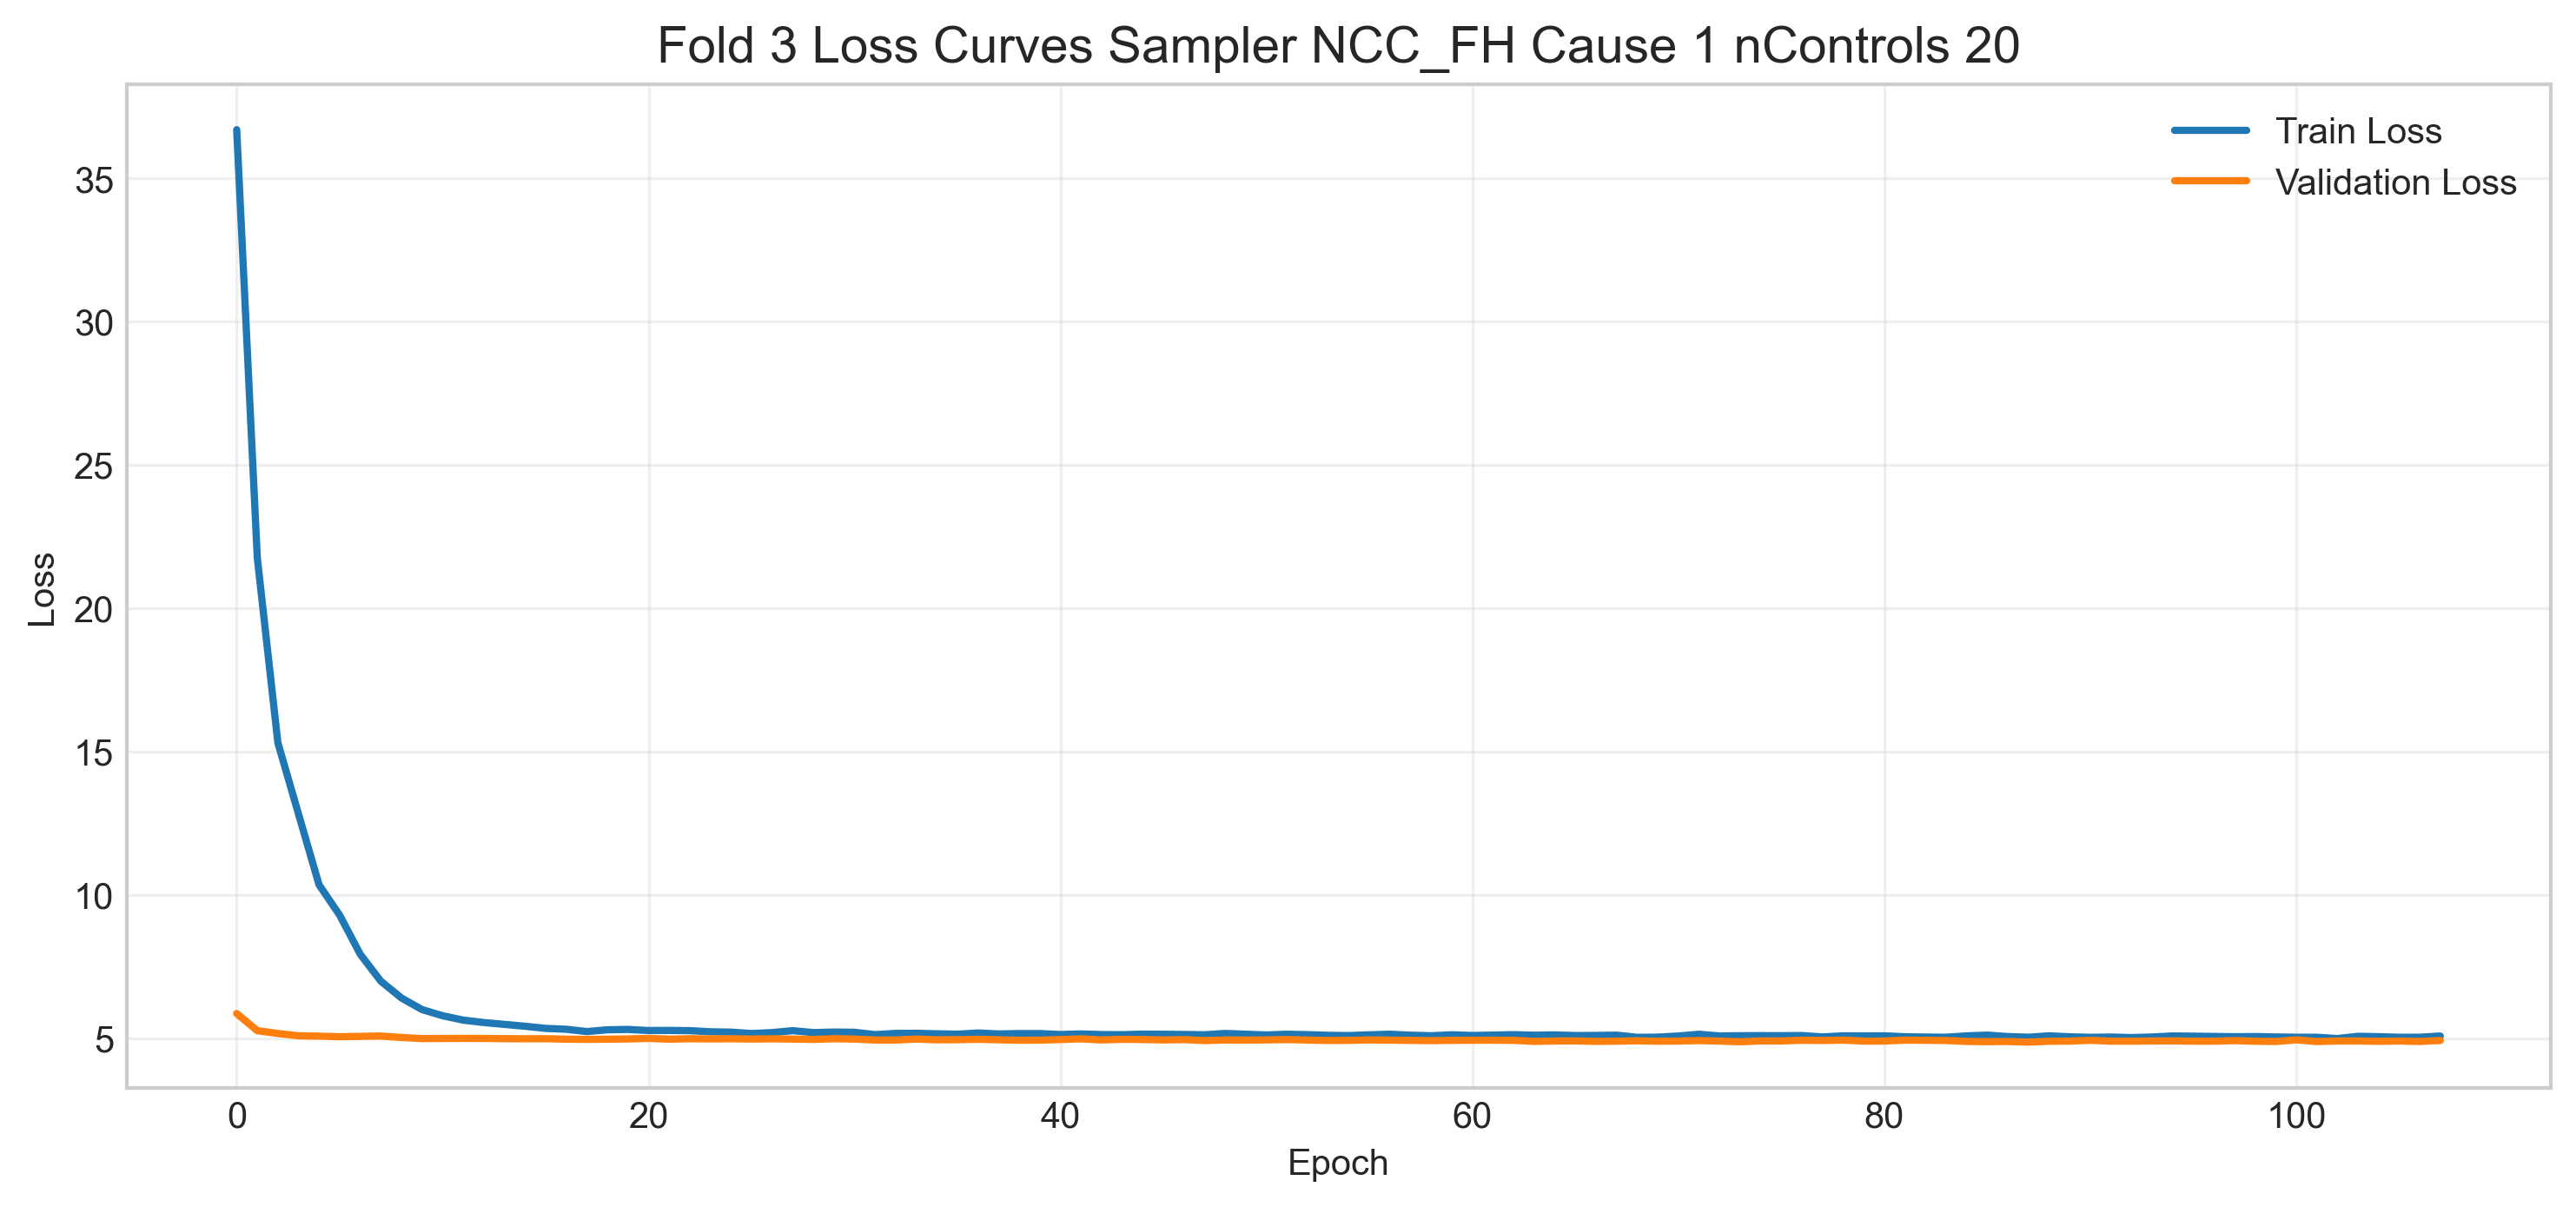 Fold 3 Loss Curves Sampler NCC_FH Cause 1 nControls 20
Train Loss
Validation Loss
35
30
25
20
15
10
5
Loss
0 20 40 60 80 100
Epoch